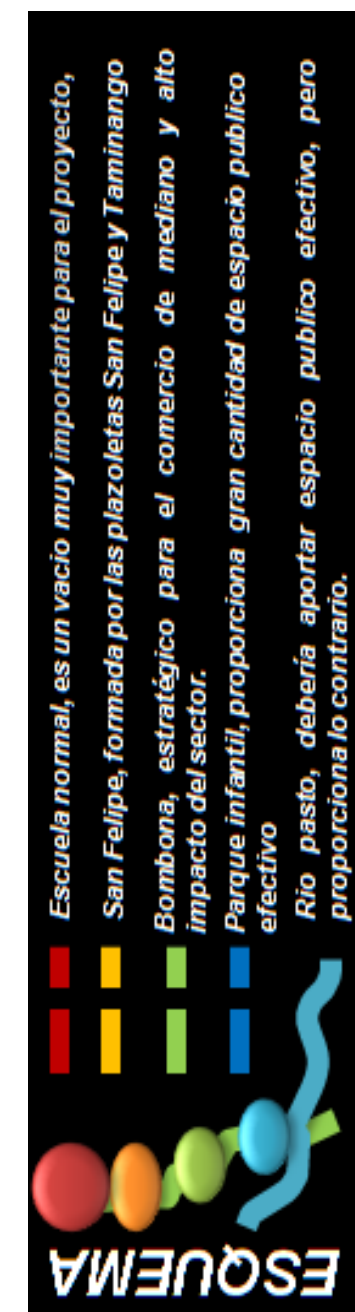 ESQUEMA
Escuela normal, es un vacio muy importante para el proyecto,
San Felipe, formada por las plazoletas San Felipe y Taminango
Bombona, estratégico para el comercio de mediano y alto
impacto del sector.
Parque infantil, proporciona gran cantidad de espacio publico
efectivo
Rio pasto, debería aportar espacio publico efectivo, pero
proporciona lo contrario.